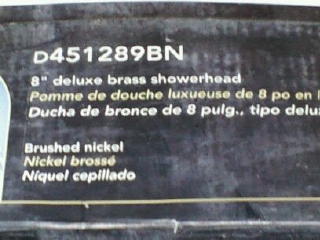 D451289BN
8" deluxe brass showerhead
Pomme de douche luxueuse de 8 po en l
Ducha de bronce de 8 pulg., tipo delu
Brushed nickel
Nickel brossé
Níquel cepillado